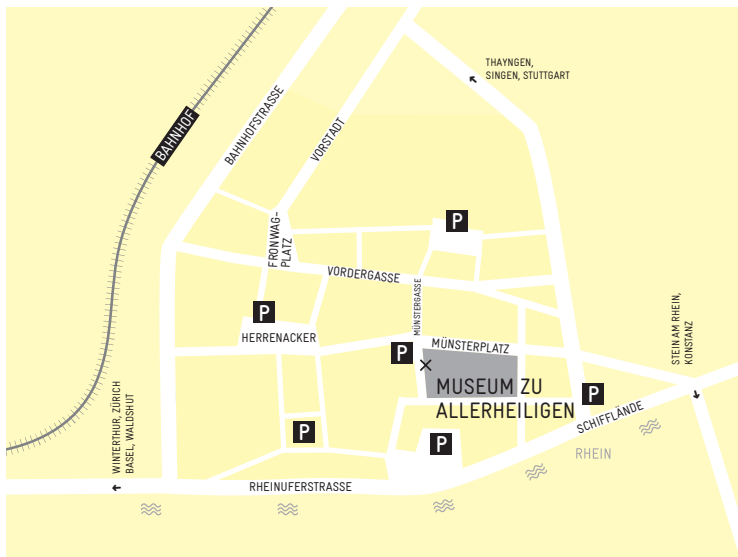 THAYNGEN,
SINGEN, STUTTGART
BAHNHOF
BAHNHOFSTRASSE
VORSTADT
P
FRONWAG-
PLATZ
VORDERGASSE
MÜNSTERGASSE
P
HERRENACKER
P
MÜNSTERPLATZ
STEIN AM RHEIN,
KONSTANZ
MUSEUM ZU
ALLERHEILIGEN
P
SCHIFFLÄNDE
P
P
RHEIN
WINTERTHUR, ZÜRICH
BASEL, WALDSHUT
RHEINUFERSTRASSE